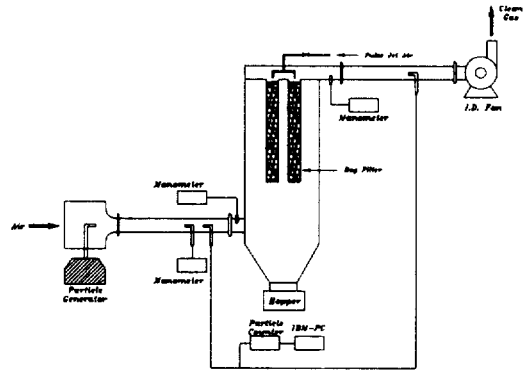 Clean
Gas
Pulse Jet Air
I.D. Fan
Manometer
Bag Filter
Manometer
Air
Manometer
Particle
Generator
Hopper
Particle
Counter
IBM-PC